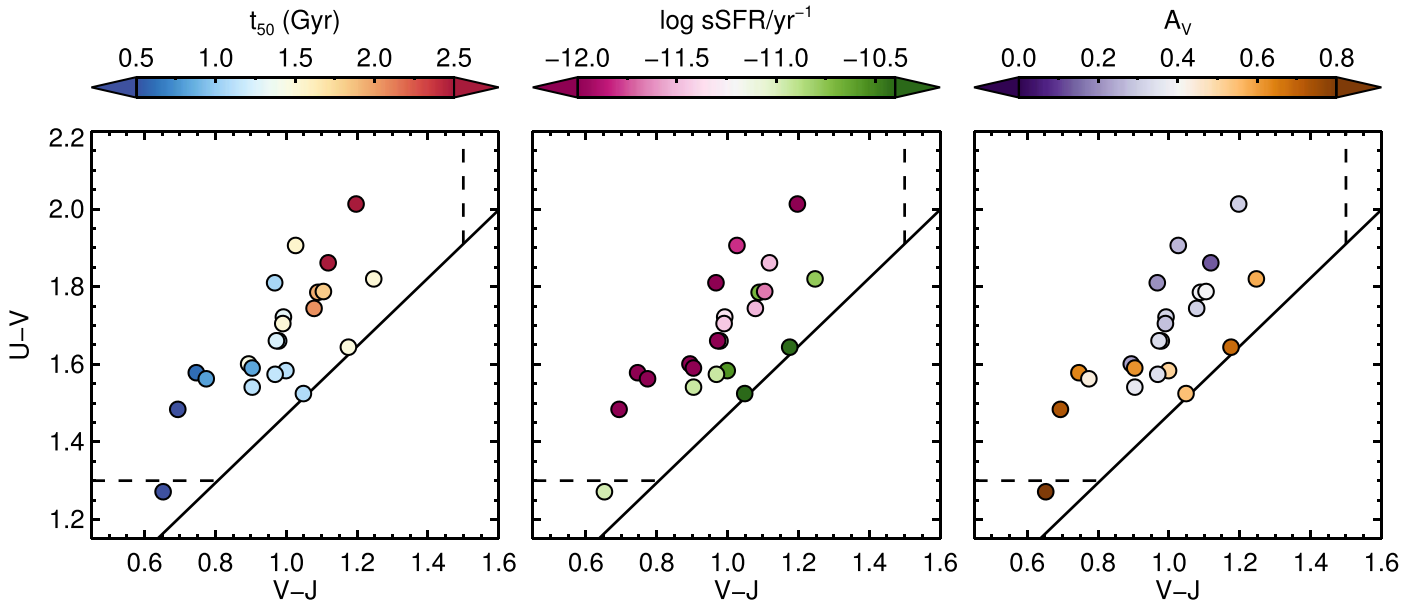 t50 (Gyr)
0.5 1.0 1.5 2.0 2.5
log sSFR/yr−1
−12.0 −11.5 −11.0 −10.5
AV
0.0 0.2 0.4 0.6 0.8
U−V
2.2
2.0
1.8
1.6
1.4
1.2
0.6 0.8 1.0 1.2 1.4 1.6
V−J
0.6 0.8 1.0 1.2 1.4 1.6
V−J
0.6 0.8 1.0 1.2 1.4 1.6
V−J